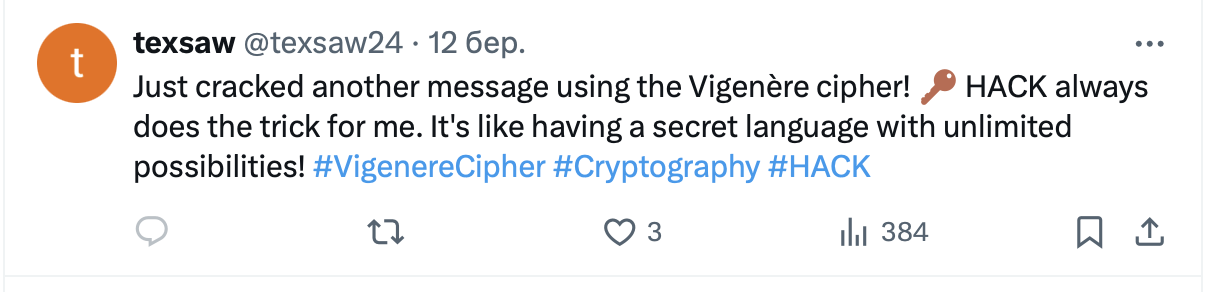 texsaw @texsaw24 · 12 бер.
Just cracked another message using the Vigenère cipher! 🔑 HACK always
does the trick for me. It's like having a secret language with unlimited
possibilities! #VigenereCipher #Cryptography #HACK
3 384
t